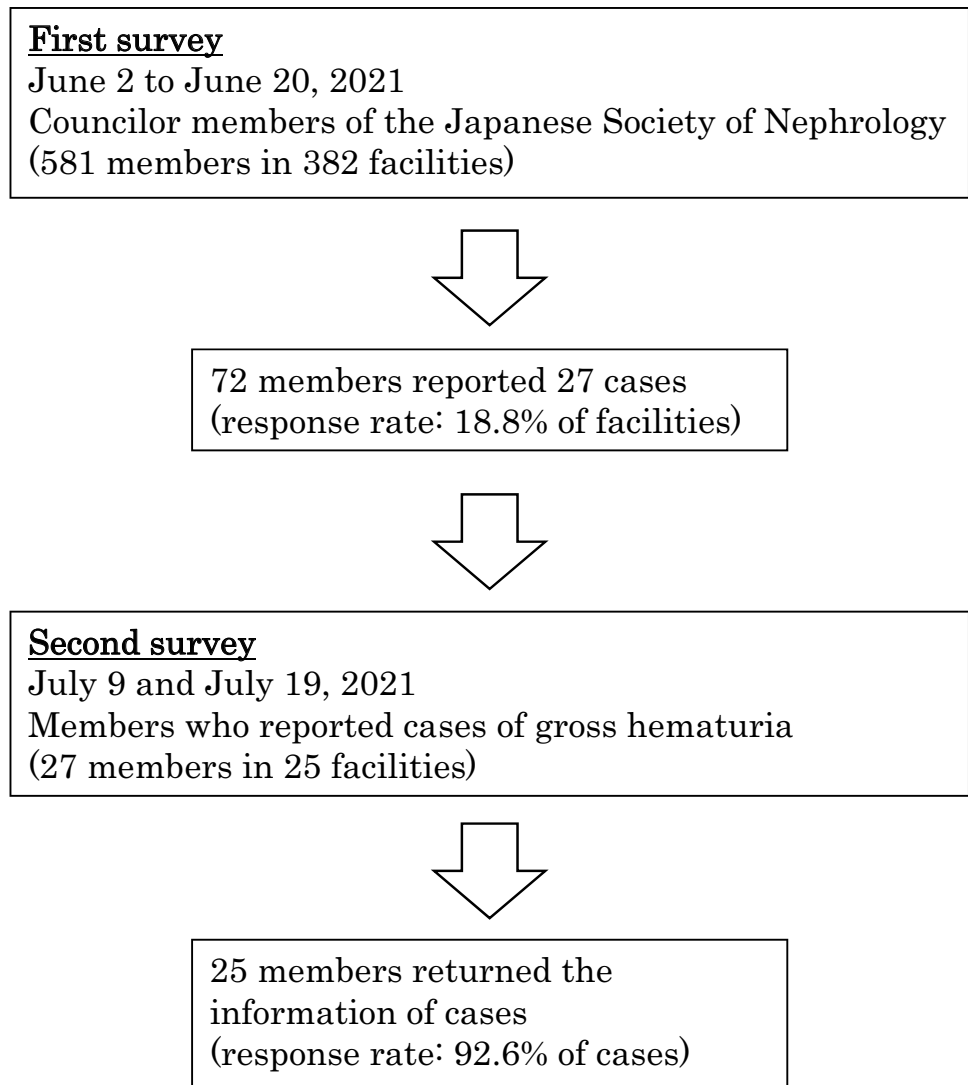 First survey
June 2 to June 20, 2021
Councilor members of the Japanese Society of Nephrology
(581 members in 382 facilities)
72 members reported 27 cases
(response rate: 18.8% of facilities)
Second survey
July 9 and July 19, 2021
Members who reported cases of gross hematuria
(27 members in 25 facilities)
25 members returned the
information of cases
(response rate: 92.6% of cases)